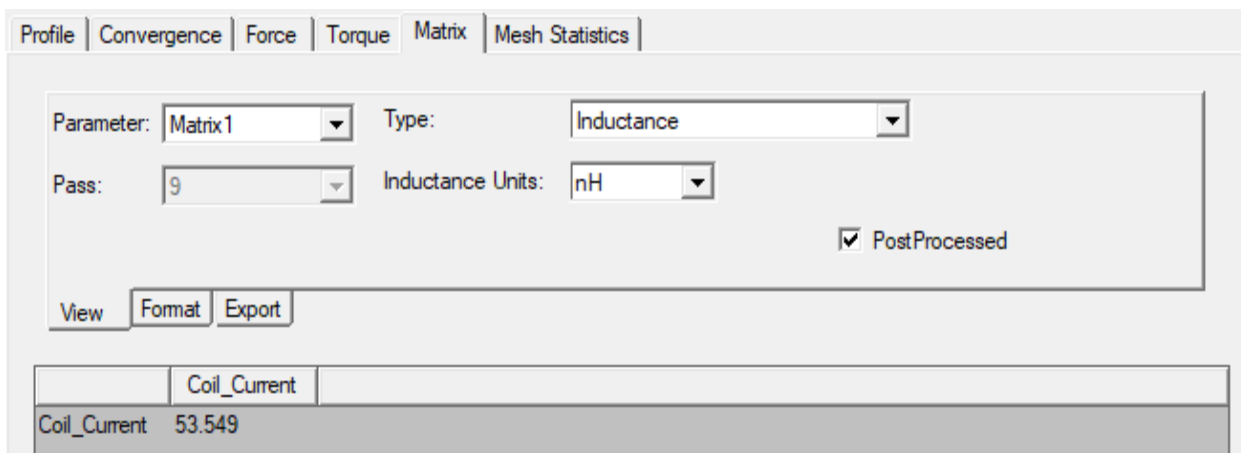 Profile Convergence Force Torque Matrix Mesh Statistics
Parameter: Matrix1 Type: Inductance
Pass: 9 Inductance Units: nH
PostProcessed
View Format Export
Coil_Current
Coil_Current 53.549